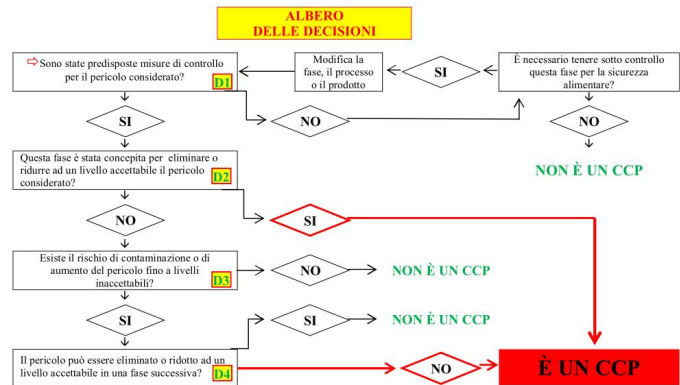 ALBERO
DELLE DECISIONI
⇨Sono state predisposte misure di controllo
per il pericolo considerato?
D1
Modifica la
fase, il processo
o il prodotto
SI
È necessario tenere sotto controllo
questa fase per la sicurezza
alimentare?
SI
NO
NO
NON È UN CCP
Questa fase è stata concepita per eliminare o
ridurre ad un livello accettabile il pericolo
considerato?
D2
NO
SI
Esiste il rischio di contaminazione o di
aumento del pericolo fino a livelli
inaccettabili?
D3
NO
NON È UN CCP
SI
SI
NON È UN CCP
Il pericolo può essere eliminato o ridotto ad un
livello accettabile in una fase successiva?
D4
NO
È UN CCP